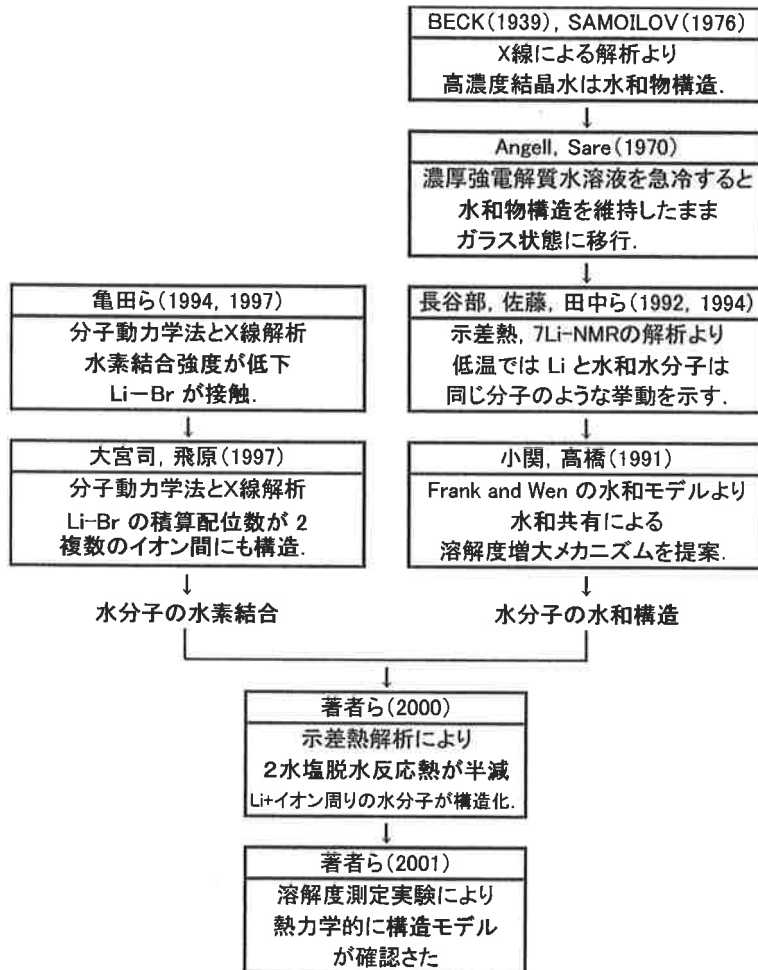 BECK(1939), SAMOILOV(1976)
X線による解析より
高濃度結晶水は水和物構造.
↓
Angell, Sare(1970)
濃厚強電解質水溶液を急冷すると
水和物構造を維持したまま
ガラス状態に移行.
↓
長谷部, 佐藤, 田中ら(1992, 1994)
示差熱, 7Li-NMRの解析より
低温では Li と水和水分子は
同じ分子のような挙動を示す.
↓
小関, 髙橋(1991)
Frank and Wen の水和モデルより
水和共有による
溶解度増大メカニズムを提案.
↓
水分子の水和構造
亀田ら(1994, 1997)
分子動力学法とX線解析
水素結合強度が低下
Li-Br が接触.
↓
大宮司, 飛原(1997)
分子動力学法とX線解析
Li-Br の積算配位数が 2
複数のイオン間にも構造.
↓
水分子の水素結合
↓
著者ら(2000)
示差熱解析により
2水塩脱水反応熱が半減
Li+イオン周りの水分子が構造化.
↓
著者ら(2001)
溶解度測定実験により
熱力学的に構造モデル
が確認さた